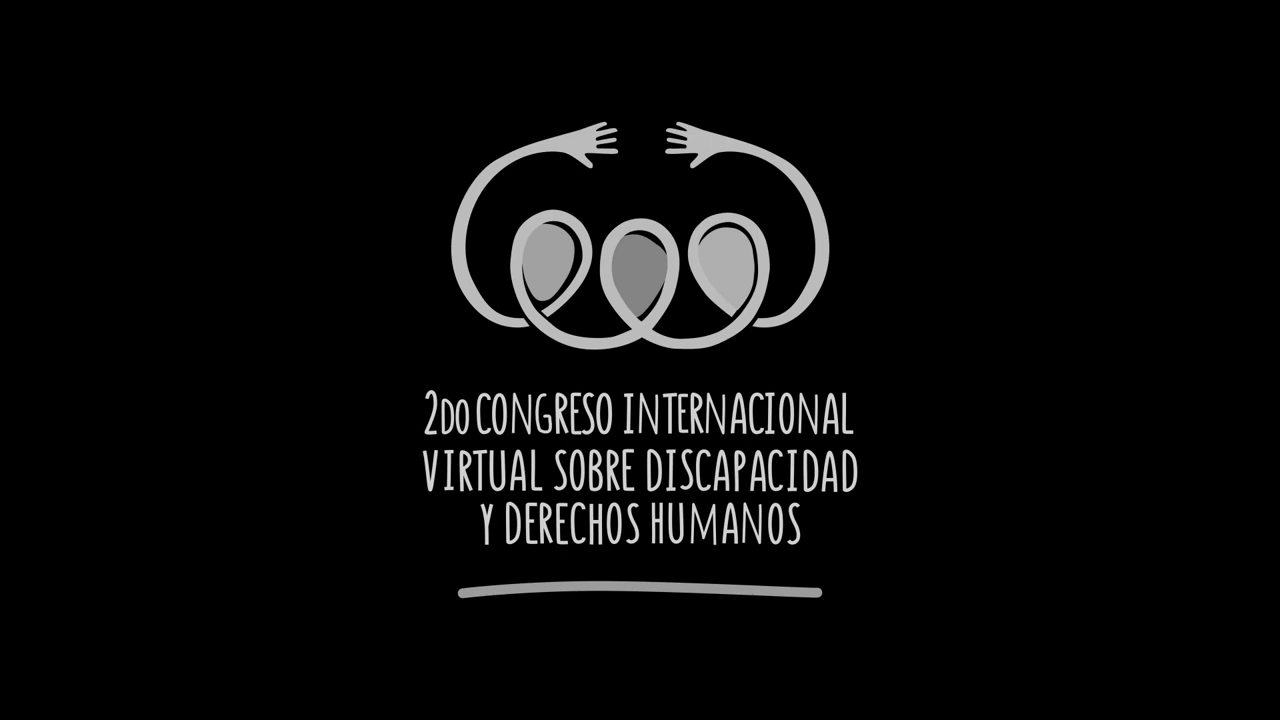 2DO CONGRESO INTERNACIONAL
VIRTUAL SOBRE DISCAPACIDAD
Y DERECHOS HUMANOS